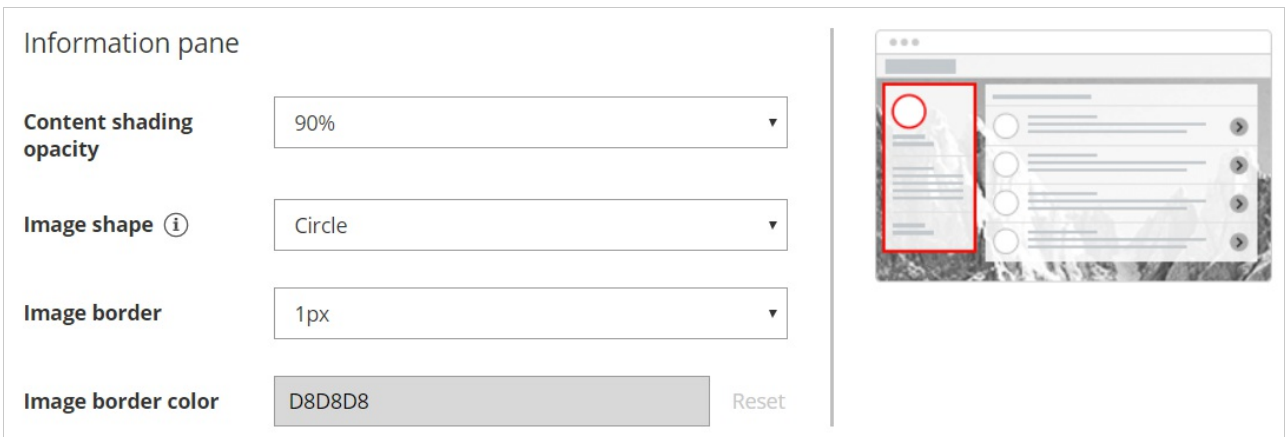 Information pane
Content shading
opacity
90%
Image shape
Circle
Image border
1px
Image border color
D8D8D8
Reset